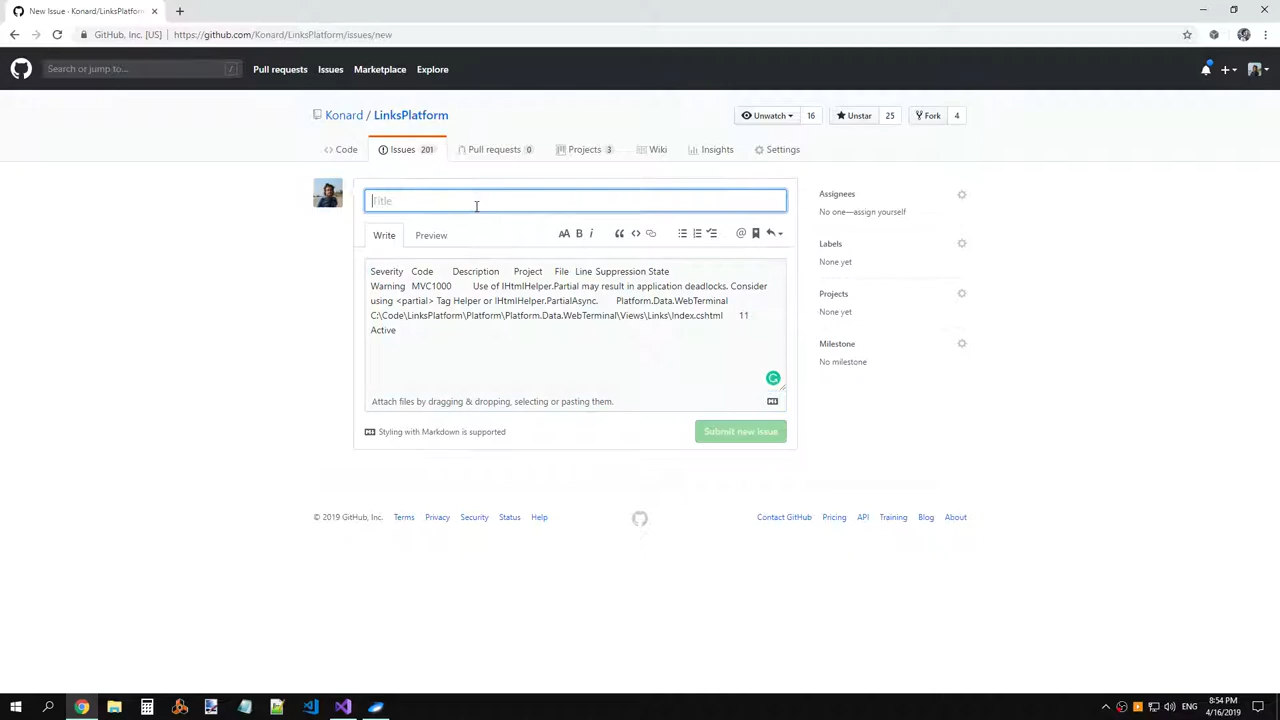 New Issue · Konard/LinksPlatform
GitHub, Inc. [US] https://github.com/Konard/LinksPlatform/issues/new
Search or jump to... /
Pull requests Issues Marketplace Explore
Konard / LinksPlatform
Unwatch 16 Unstar 25 Fork 4
Code Issues 201 Pull requests 0 Projects 3 Wiki Insights Settings
Title
Write Preview
Severity Code Description Project File Line Suppression State
Warning MVC1000 Use of IHtmlHelper.Partial may result in application deadlocks. Consider
using <partial> Tag Helper or IHtmlHelper.PartialAsync. Platform.Data.WebTerminal
C:\Code\LinksPlatform\Platform\Platform.Data.WebTerminal\Views\Links\Index.cshtml 11
Active
Attach files by dragging & dropping, selecting or pasting them.
Styling with Markdown is supported
Submit new issue
Assignees
No one—assign yourself
Labels
None yet
Projects
None yet
Milestone
No milestone
© 2019 GitHub, Inc. Terms Privacy Security Status Help
Contact GitHub Pricing API Training Blog About
ENG
8:54 PM
4/16/2019